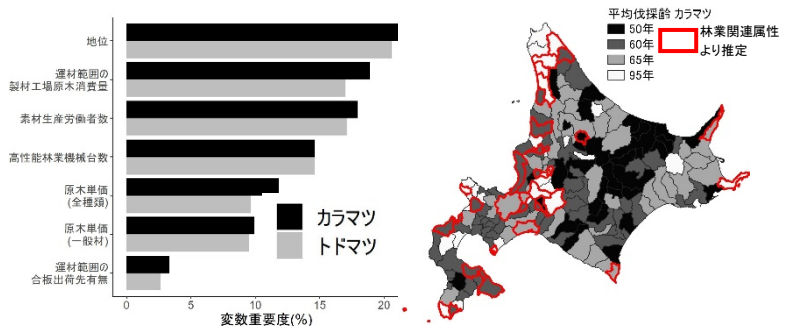 地位
運材範囲の
製材工場原木消費量
素材生産労働者数
高性能林業機械台数
原木単価
(全種類)
原木単価
(一般材)
運材範囲の
合板出荷先有無
カラマツ
トドマツ
0
5
10
15
20
変数重要度(%)
平均伐採齢 カラマツ
50年
60年
65年
95年
林業関連属性
より推定